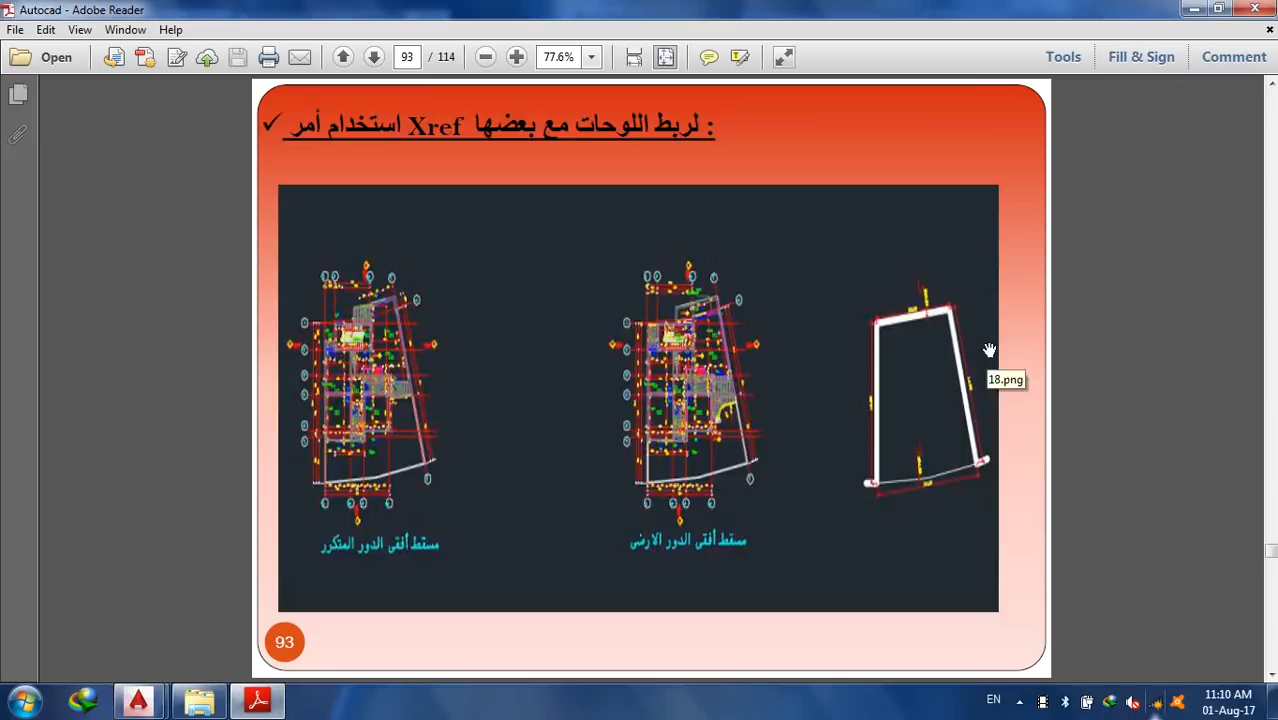 Autocad - Adobe Reader
File Edit View Window Help
Open 93 / 114 77.6% Tools Fill & Sign Comment
استخدام أمر Xref لربط اللوحات مع بعضها :
18.png
مسقط أفقى الدور المتكرر
مسقط أفقى الدور الارضى
93
EN 11:10 AM
01-Aug-17